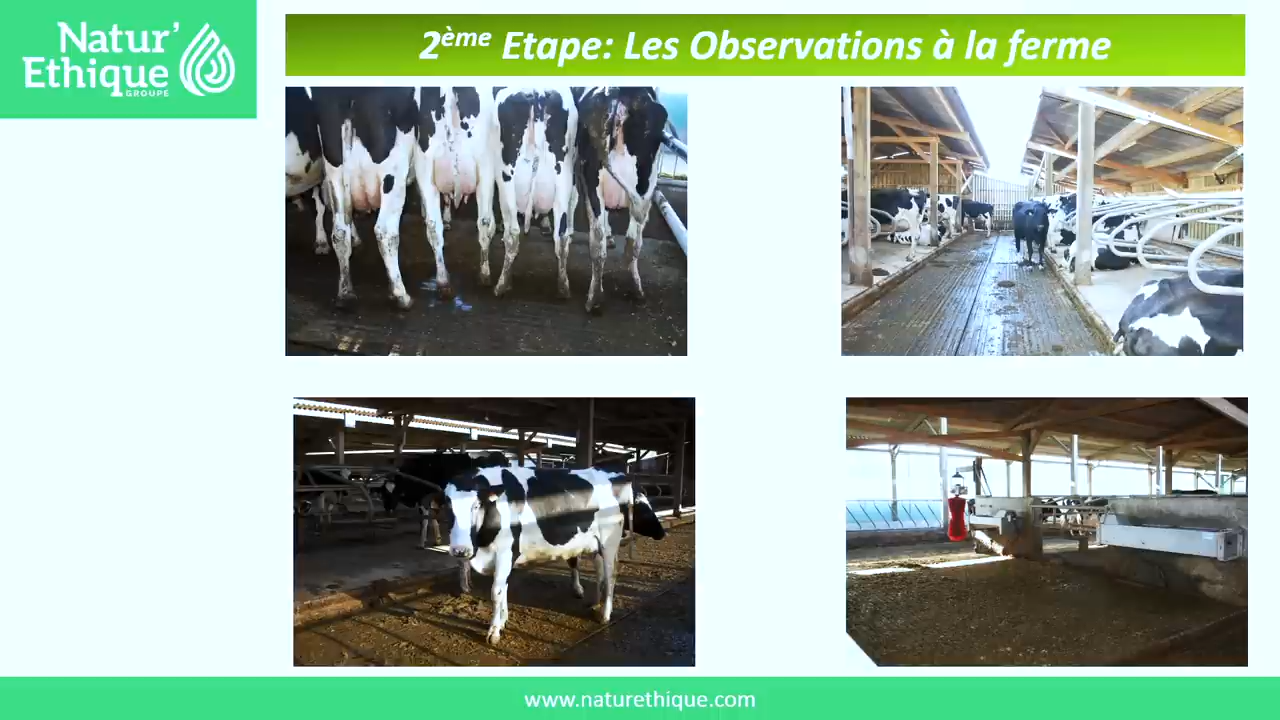 Natur'
Ethique
GROUPE
2ème Etape: Les Observations à la ferme
www.naturethique.com